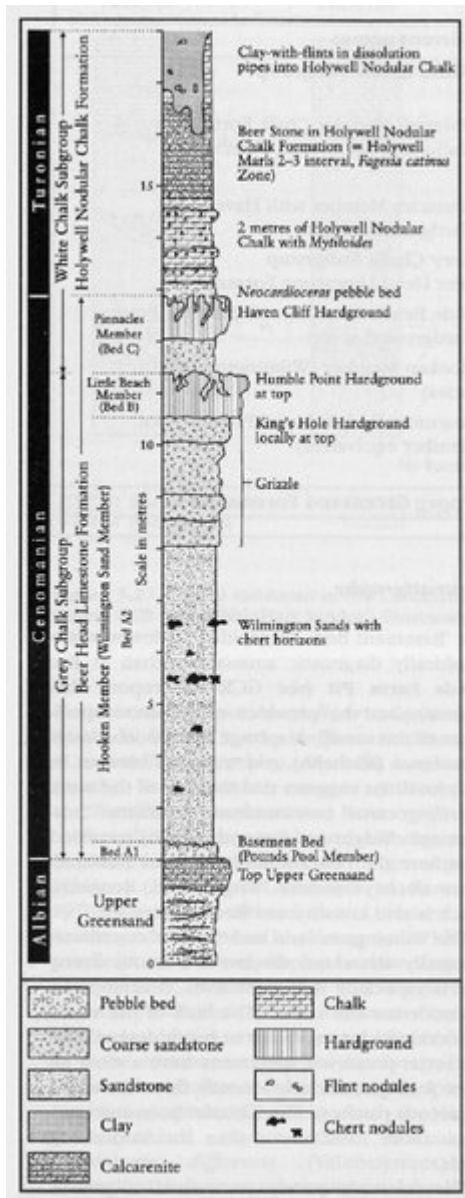 Clay-with-flints in dissolution
pipes into Holywell Nodular Chalk
Beer Stone in Holywell Nodular
Chalk Formation (= Holywell
Marls 2–3 interval, Fagesia catinus
Zone)
15
2 metres of Holywell Nodular
Chalk with Mytiloides
Neocardioceras pebble bed
Haven Cliff Hardground
Pinnacles
Member
(Bed C)
Little Beach
Member
(Bed B)
Humble Point Hardground
at top
King's Hole Hardground
locally at top
10
Grizzle
Wilmington Sands with
chert horizons
5
Basement Bed
(Pounds Pool Member)
Bed A1
Top Upper Greensand
Upper
Greensand
0
Turonian
Cenomanian
Albian
White Chalk Subgroup
Holywell Nodular Chalk Formation
Grey Chalk Subgroup
Beer Head Limestone Formation
Hooken Member (Wilmington Sand Member)
Bed A2
Scale in metres
Pebble bed
Chalk
Coarse sandstone
Hardground
Sandstone
Flint nodules
Clay
Chert nodules
Calcarenite